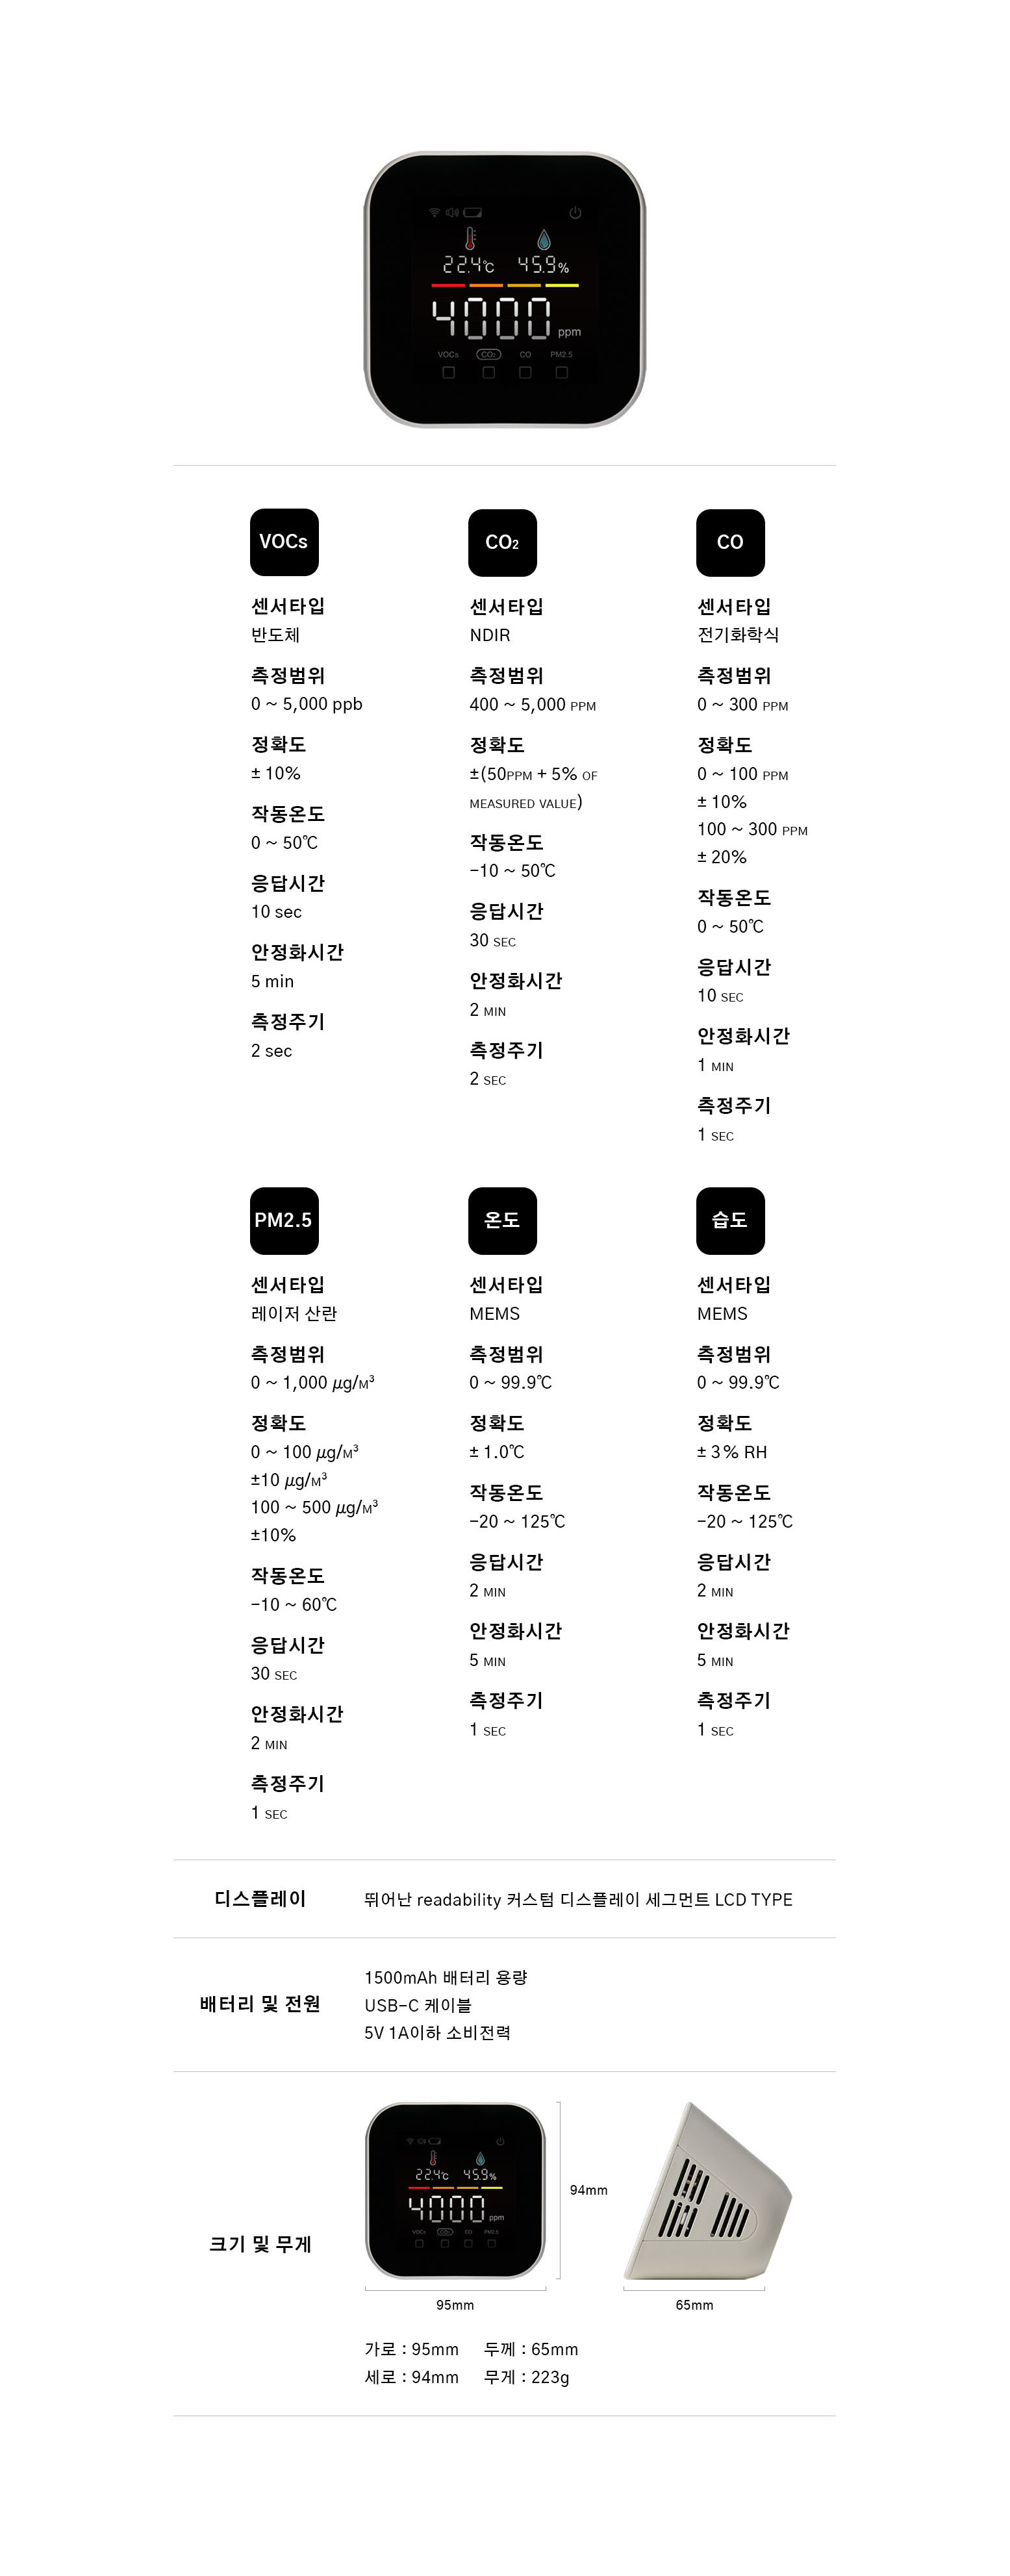 22.4℃ 45.9%
4000 ppm
VOCs CO₂ CO PM2.5
VOCs
센서타입
반도체
측정범위
0 ~ 5,000 ppb
정확도
± 10%
작동온도
0 ~ 50℃
응답시간
10 sec
안정화시간
5 min
측정주기
2 sec
CO₂
센서타입
NDIR
측정범위
400 ~ 5,000 PPM
정확도
±(50PPM + 5% OF
MEASURED VALUE)
작동온도
-10 ~ 50℃
응답시간
30 SEC
안정화시간
2 MIN
측정주기
2 SEC
CO
센서타입
전기화학식
측정범위
0 ~ 300 PPM
정확도
0 ~ 100 PPM
± 10%
100 ~ 300 PPM
± 20%
작동온도
0 ~ 50℃
응답시간
10 SEC
안정화시간
1 MIN
측정주기
1 SEC
PM2.5
센서타입
레이저 산란
측정범위
0 ~ 1,000 μg/M³
정확도
0 ~ 100 μg/M³
±10 μg/M³
100 ~ 500 μg/M³
±10%
작동온도
-10 ~ 60℃
응답시간
30 SEC
안정화시간
2 MIN
측정주기
1 SEC
온도
센서타입
MEMS
측정범위
0 ~ 99.9℃
정확도
± 1.0℃
작동온도
-20 ~ 125℃
응답시간
2 MIN
안정화시간
5 MIN
측정주기
1 SEC
습도
센서타입
MEMS
측정범위
0 ~ 99.9℃
정확도
± 3% RH
작동온도
-20 ~ 125℃
응답시간
2 MIN
안정화시간
5 MIN
측정주기
1 SEC
디스플레이
뛰어난 readability 커스텀 디스플레이 세그먼트 LCD TYPE
배터리 및 전원
1500mAh 배터리 용량
USB-C 케이블
5V 1A이하 소비전력
크기 및 무게
22.4℃ 45.9%
4000 ppm
VOCs CO₂ CO PM2.5
94mm
95mm
65mm
가로 : 95mm 두께 : 65mm
세로 : 94mm 무게 : 223g